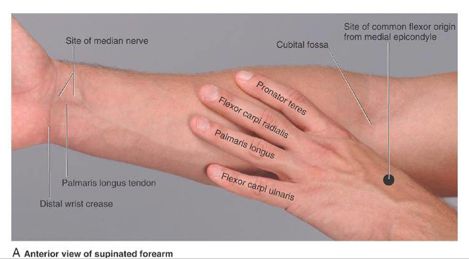 Site of median nerve
Site of common flexor origin
from medial epicondyle
Cubital fossa
Pronator teres
Flexor carpi radialis
Palmaris longus
Flexor carpi ulnaris
Palmaris longus tendon
Distal wrist crease
A Anterior view of supinated forearm